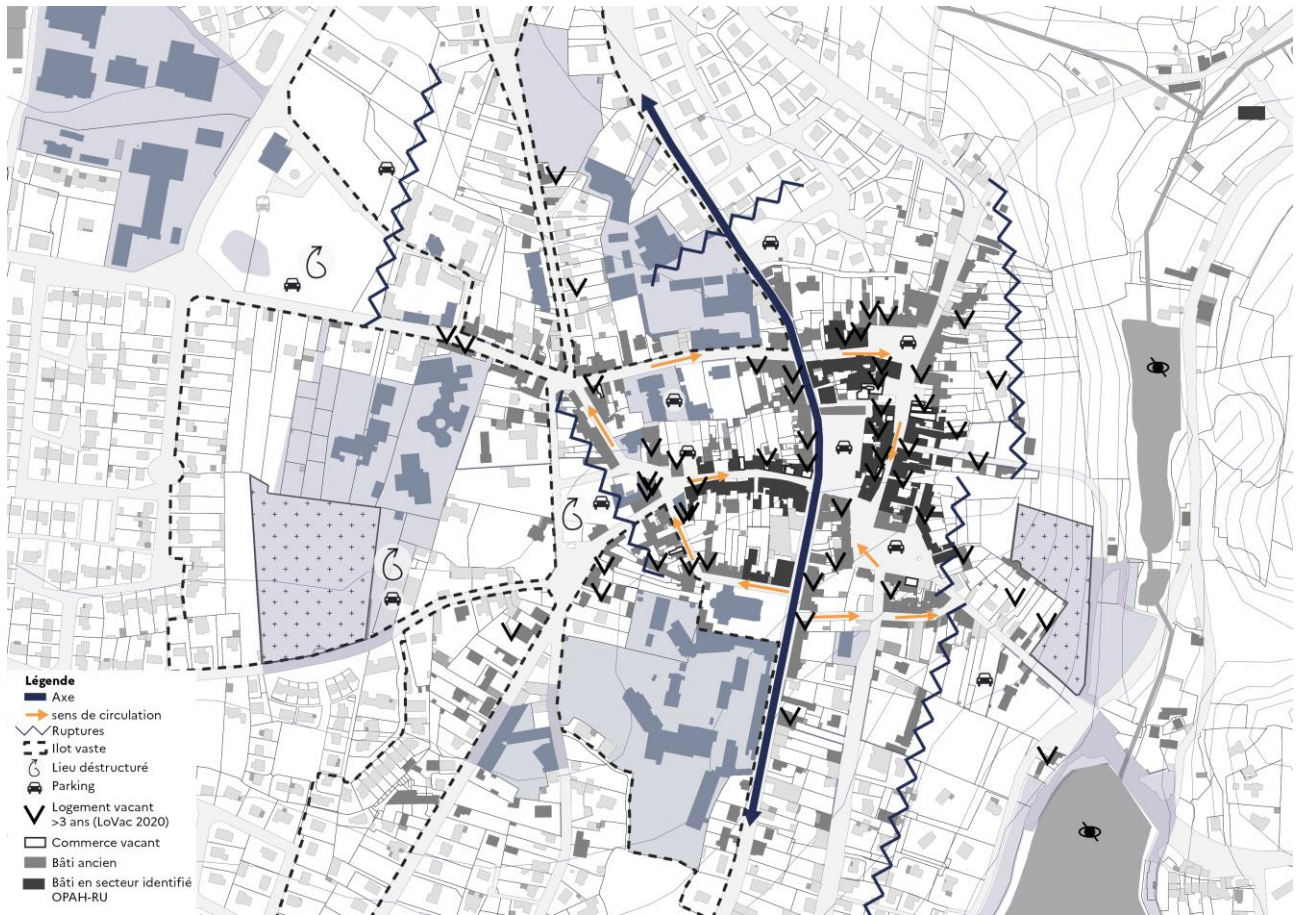 Légende
Axe
sens de circulation
Ruptures
Ilot vaste
Lieu déstructuré
Parking
Logement vacant
>3 ans (LoVac 2020)
Commerce vacant
Bâti ancien
Bâti en secteur identifié
OPAH-RU